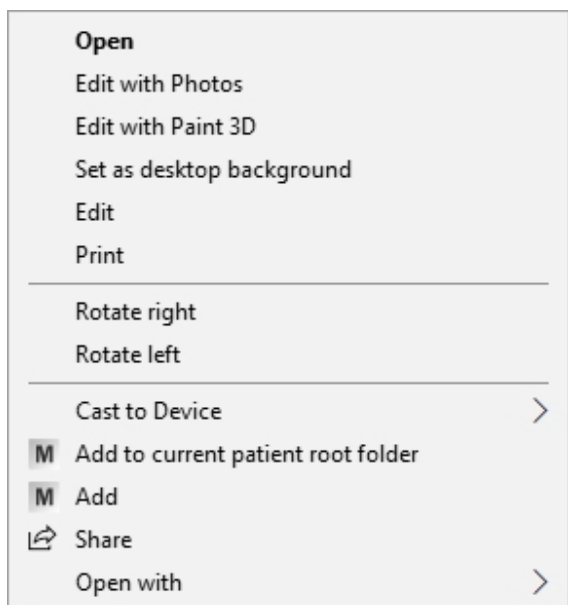 Open
Edit with Photos
Edit with Paint 3D
Set as desktop background
Edit
Print
Rotate right
Rotate left
Cast to Device
M Add to current patient root folder
M Add
Share
Open with